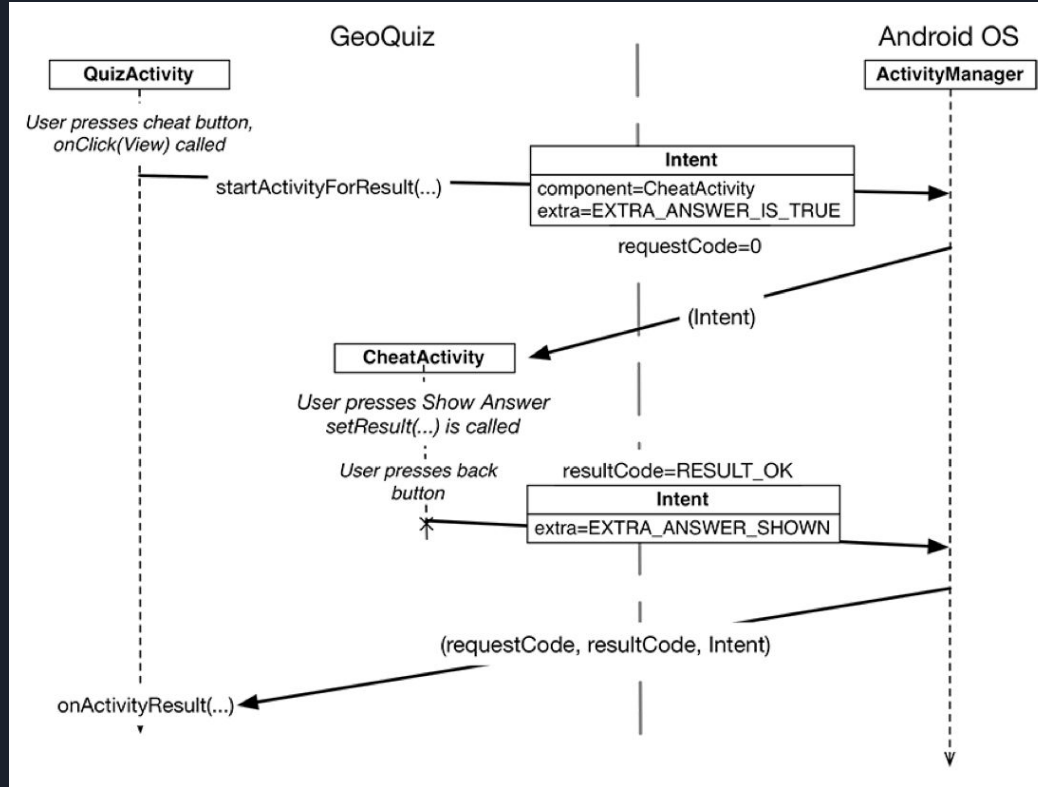 GeoQuiz
Android OS
QuizActivity
ActivityManager
User presses cheat button,
onClick(View) called
startActivityForResult(...)
Intent
component=CheatActivity
extra=EXTRA_ANSWER_IS_TRUE
requestCode=0
(Intent)
CheatActivity
User presses Show Answer
setResult(...) is called
User presses back
button
resultCode=RESULT_OK
Intent
extra=EXTRA_ANSWER_SHOWN
(requestCode, resultCode, Intent)
onActivityResult(...)